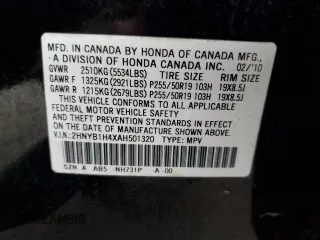 MFD. IN CANADA BY HONDA OF CANADA MFG.,
A DIVISION OF HONDA CANADA INC. 02/'10
GVWR 2510KG(5534LBS) TIRE SIZE RIM SIZE
GAWR F 1325KG(2921LBS)P255/50R19 103H 19X8.5J
GAWR R 1215KG(2679LBS)P255/50R19 103H 19X8.5J
THIS VEHICLE CONFORMS TO ALL APPLICABLE
FEDERAL MOTOR VEHICLE SAFETY AND
THEFT PREVENTION STANDARDS IN EFFECT ON
THE DATE OF MANUFACTURE SHOWN ABOVE.
V.I.N.:2HNYB1H4XAH501320 TYPE: MPV
SZN A AB5 -NH731P -A -00